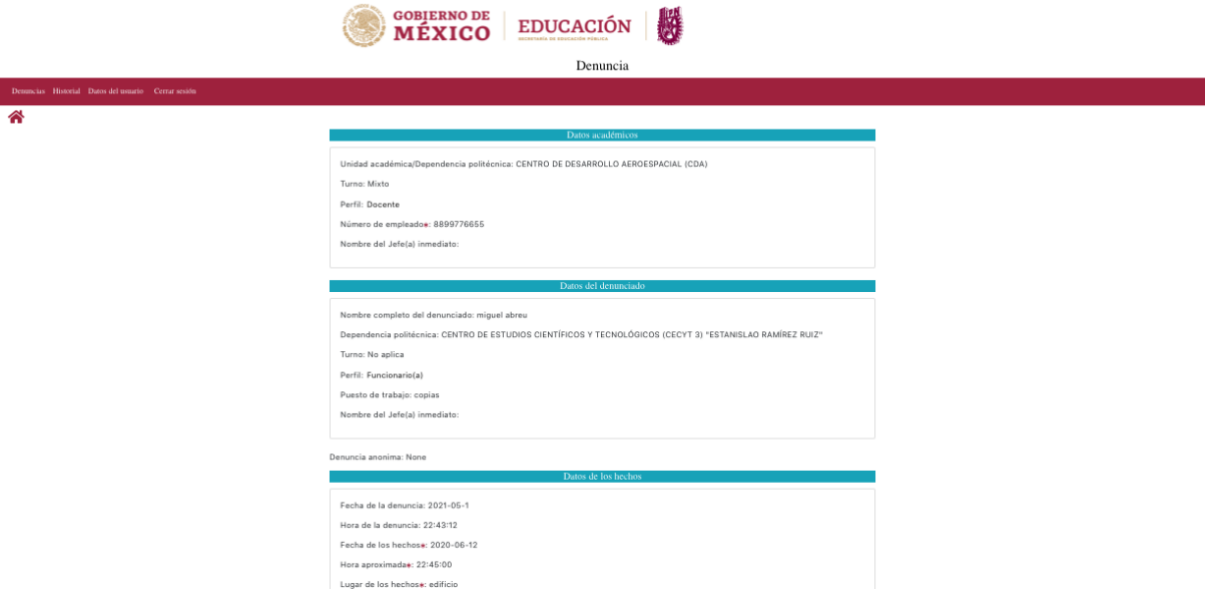 GOBIERNO DE
MÉXICO
EDUCACIÓN
SECRETARÍA DE EDUCACIÓN PÚBLICA
Denuncia
Denuncias Historial Datos del usuario Cerrar sesión
Datos académicos
Unidad académica/Dependencia politécnica: CENTRO DE DESARROLLO AEROESPACIAL (CDA)
Turno: Mixto
Perfil: Docente
Número de empleado*: 8899776655
Nombre del Jefe(a) inmediato:
Datos del denunciado
Nombre completo del denunciado: miguel abreu
Dependencia politécnica: CENTRO DE ESTUDIOS CIENTÍFICOS Y TECNOLÓGICOS (CECYT 3) "ESTANISLAO RAMÍREZ RUIZ"
Turno: No aplica
Perfil: Funcionario(a)
Puesto de trabajo: copias
Nombre del Jefe(a) inmediato:
Denuncia anonima: None
Datos de los hechos
Fecha de la denuncia: 2021-05-1
Hora de la denuncia: 22:43:12
Fecha de los hechos*: 2020-06-12
Hora aproximada*: 22:45:00
Lugar de los hechos*: edificio